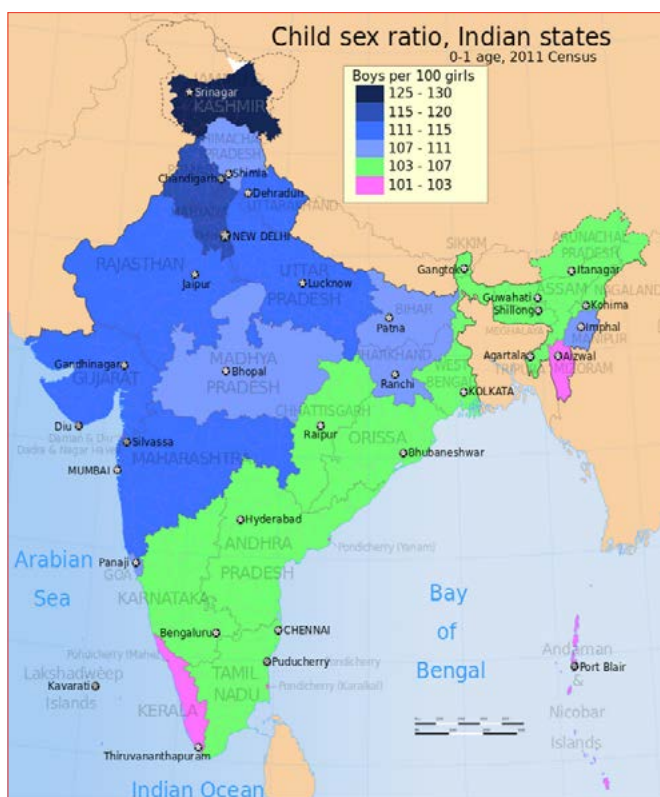 Child sex ratio, Indian states
0-1 age, 2011 Census
Boys per 100 girls
125 - 130
115 - 120
111 - 115
107 - 111
103 - 107
101 - 103
Srinagar
KASHMIR
HIMACHAL
PRADESH
Shimla
Chandigarh
Dehradun
UTTARAKHAND
NEW DELHI
RAJASTHAN
Jaipur
UTTAR
PRADESH
Lucknow
SIKKIM
Gangtok
ARUNACHAL
PRADESH
Itanagar
ASSAM
NAGALAND
Guwahati
Kohima
Shillong
MEGHALAYA
Imphal
MANIPUR
BIHAR
Patna
Agartala
TRIPURA
Aizwal
MIZORAM
Gandhinagar
GUJARAT
MADHYA
PRADESH
Bhopal
JHARKHAND
Ranchi
WEST
BENGAL
KOLKATA
CHHATTISGARH
Raipur
ORISSA
Bhubaneshwar
Diu
Daman & Diu
Dadra & Nagar Haveli
Silvassa
MAHARASHTRA
MUMBAI
Hyderabad
ANDHRA
PRADESH
Pondicherry (Yanam)
Arabian
Sea
Panaji
GOA
KARNATAKA
Bengaluru
CHENNAI
Bay
of
Bengal
Pondicherry (Mahe)
Puducherry
Pondicherry
Pondicherry (Karaikal)
TAMIL
NADU
Lakshadweep
Islands
Kavarati
KERALA
Thiruvananthapuram
Andaman
&
Nicobar
Islands
Port Blair
Indian Ocean